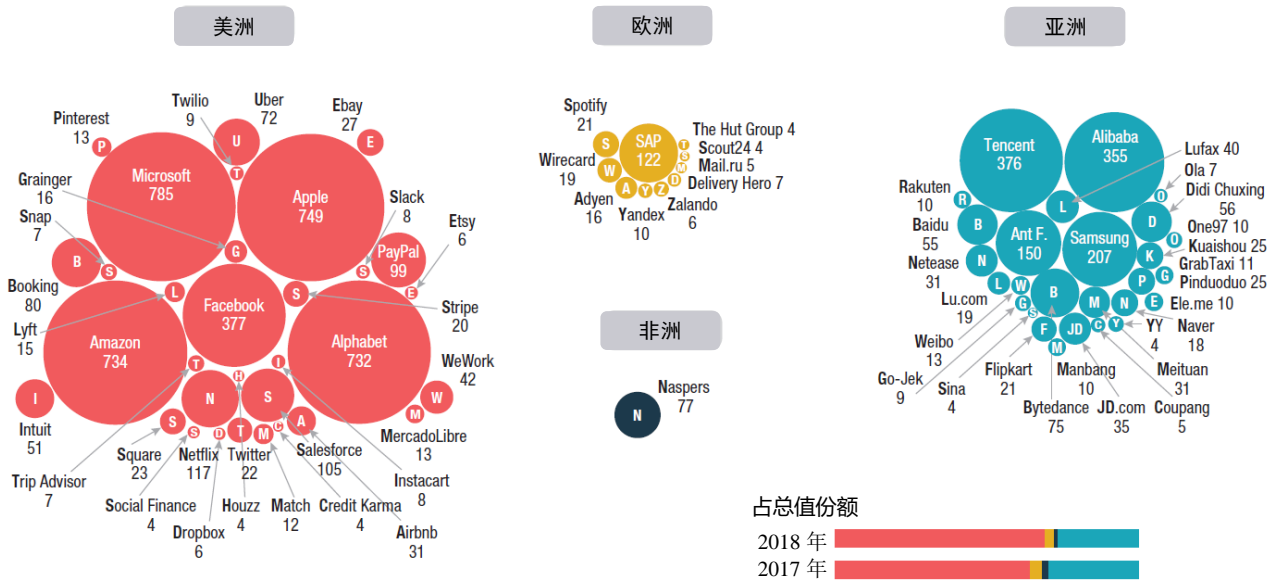 美洲
欧洲
亚洲
Pinterest
13
Twilio
9
Uber
72
Ebay
27
P
U
E
T
Microsoft
785
Apple
749
Grainger
16
Slack
8
Snap
7
Etsy
6
G
PayPal
99
B
S
S
E
Booking
80
L
Facebook
377
S
Stripe
20
Lyft
15
Amazon
734
Alphabet
732
WeWork
42
T
H
I
I
N
S
W
M
Intuit
51
S
S
D
T
M
C
A
MercadoLibre
13
Square
23
Netflix
117
Twitter
22
Salesforce
105
Trip Advisor
7
Instacart
8
Social Finance
4
Houzz
4
Match
12
Credit Karma
4
Dropbox
6
Airbnb
31
Spotify
21
SAP
122
The Hut Group 4
Scout24 4
Mail.ru 5
Delivery Hero 7
S
T
S
M
Wirecard
19
W
D
A
Y
Z
Adyen
16
Yandex
10
Zalando
6
非洲
Naspers
77
N
Tencent
376
Alibaba
355
Lufax 40
Ola 7
Didi Chuxing
56
Rakuten
10
R
L
O
One97 10
Baidu
55
B
Ant F.
150
Samsung
207
D
O
Kuaishou 25
GrabTaxi 11
Pinduoduo 25
Netease
31
N
K
G
L
W
B
P
Ele.me 10
Lu.com
19
G
S
M
N
E
Weibo
13
F
JD
C
Y
YY
4
Naver
18
M
Go-Jek
9
Sina
4
Flipkart
21
Manbang
10
Meituan
31
Bytedance
75
JD.com
35
Coupang
5
占总值份额
2018 年
2017 年